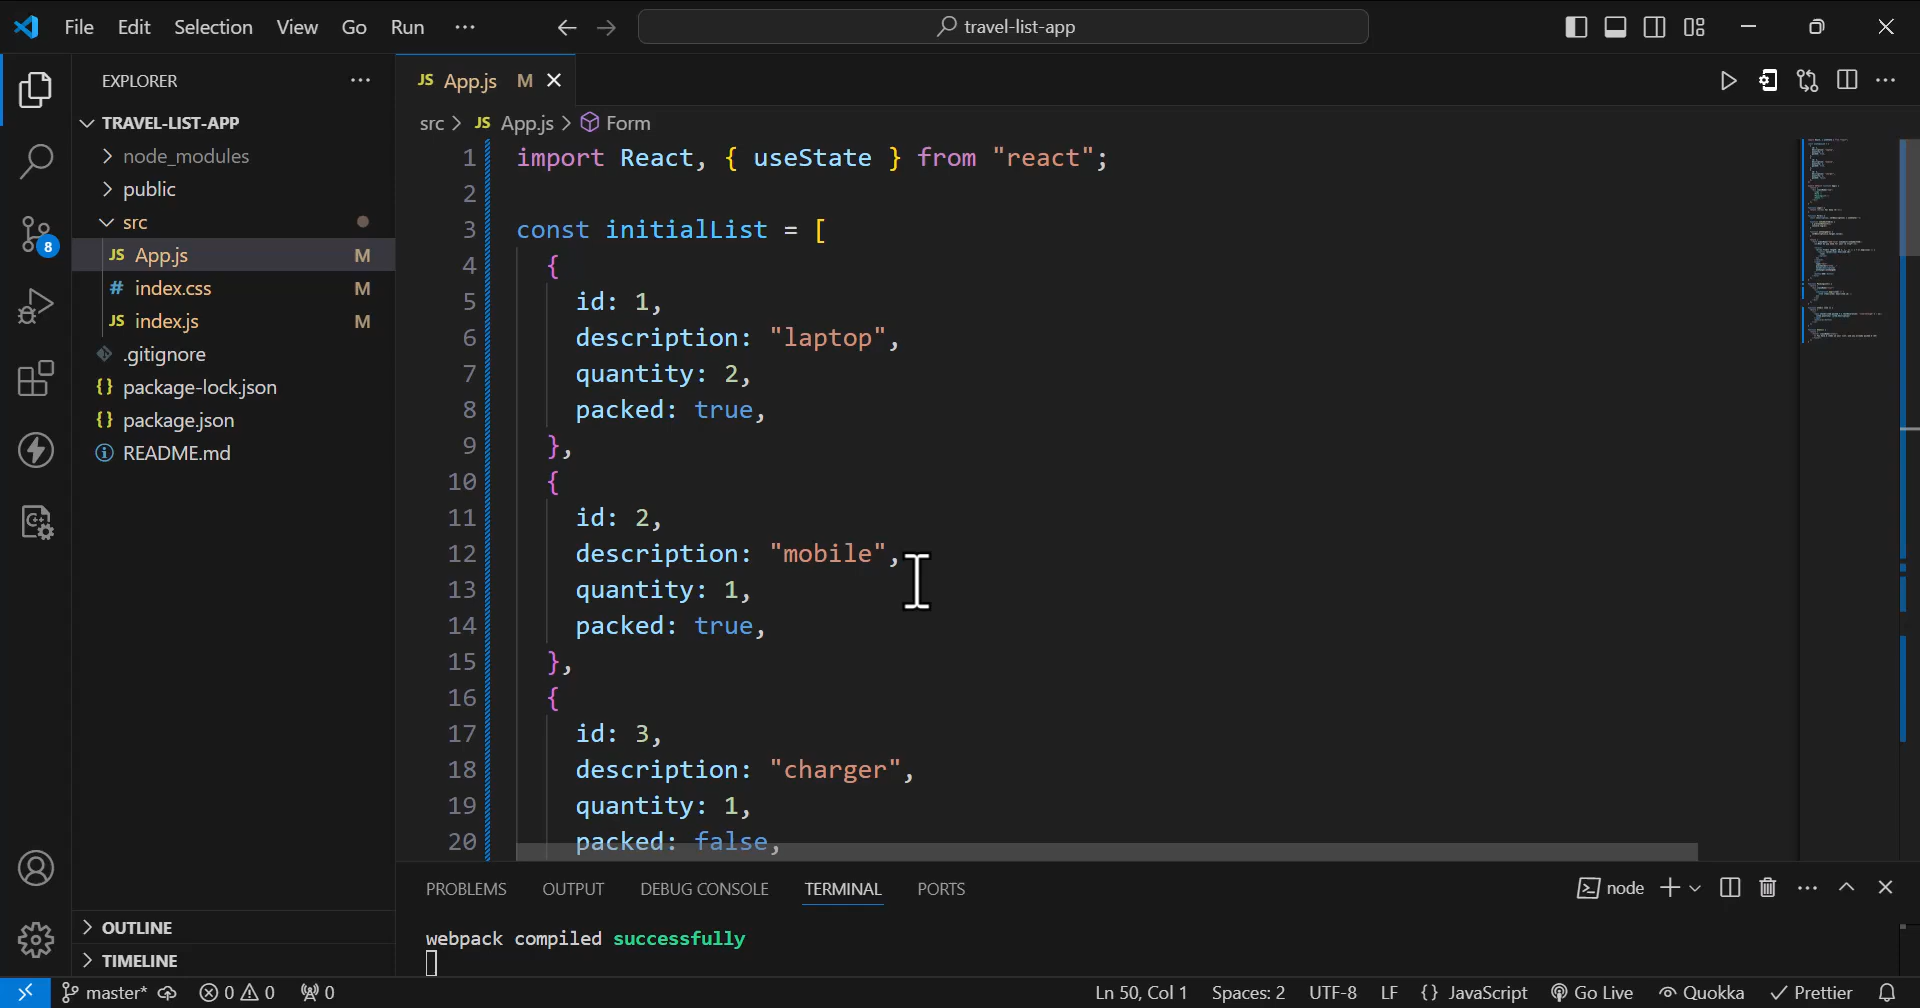 File Edit Selection View Go Run ··· travel-list-app
EXPLORER ···
JS App.js M
TRAVEL-LIST-APP
node_modules
public
src
JS App.js M
# index.css M
JS index.js M
.gitignore
{} package-lock.json
{} package.json
README.md
8
OUTLINE
TIMELINE
src > JS App.js > Form
1 import React, { useState } from "react";
2
3 const initialList = [
4 {
5 id: 1,
6 description: "laptop",
7 quantity: 2,
8 packed: true,
9 },
10 {
11 id: 2,
12 description: "mobile",
13 quantity: 1,
14 packed: true,
15 },
16 {
17 id: 3,
18 description: "charger",
19 quantity: 1,
20 packed: false,
PROBLEMS OUTPUT DEBUG CONSOLE TERMINAL PORTS node
webpack compiled successfully
master* 0 0 0 Ln 50, Col 1 Spaces: 2 UTF-8 LF {} JavaScript Go Live Quokka Prettier